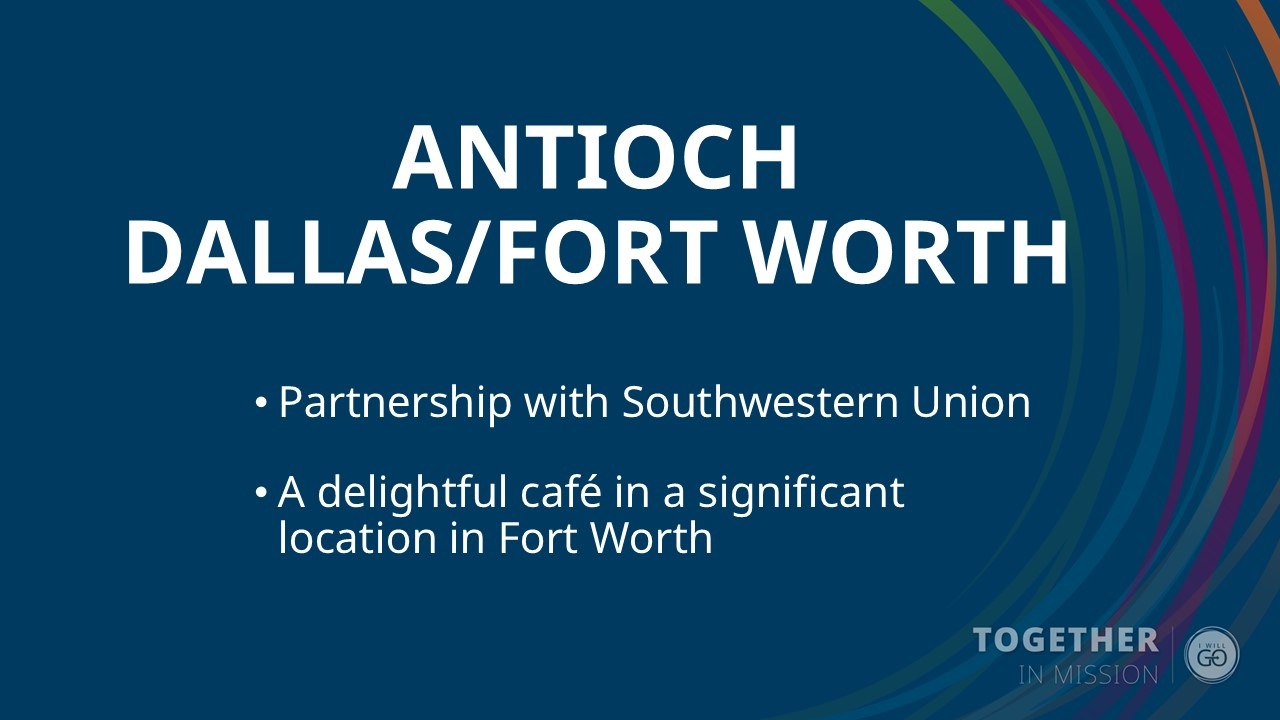 ANTIOCH
DALLAS/FORT WORTH
• Partnership with Southwestern Union
• A delightful café in a significant
location in Fort Worth
TOGETHER
IN MISSION
I WILL
GO